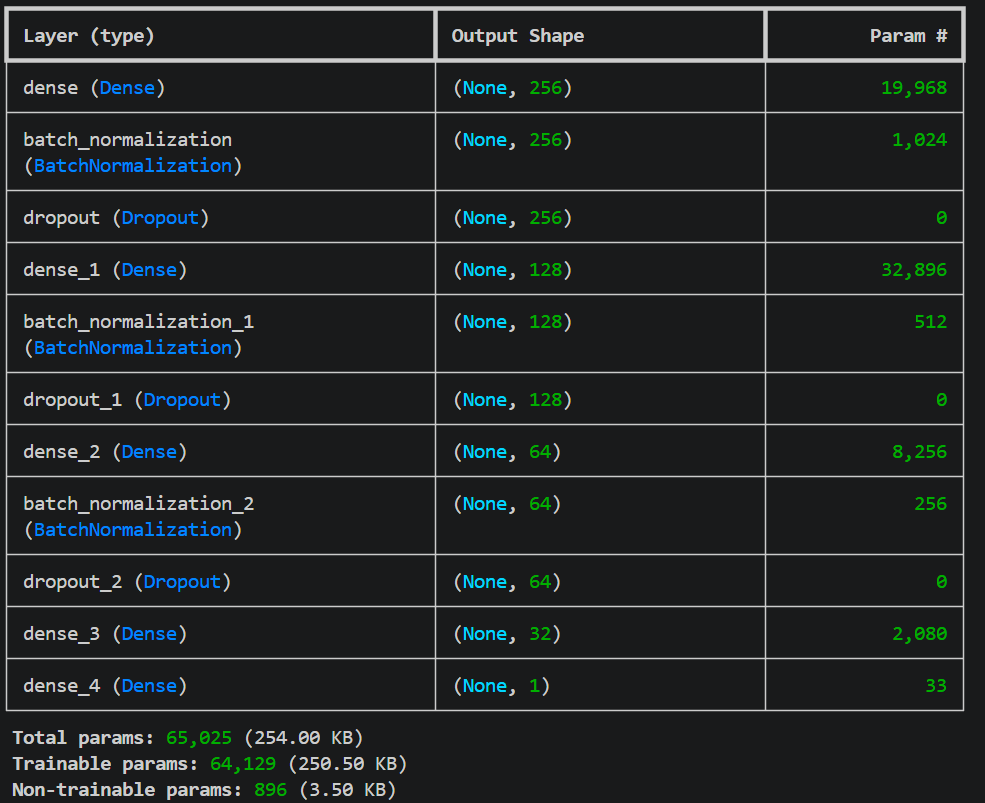 Layer (type) Output Shape Param #
dense (Dense) (None, 256) 19,968
batch_normalization (None, 256) 1,024
(BatchNormalization)
dropout (Dropout) (None, 256) 0
dense_1 (Dense) (None, 128) 32,896
batch_normalization_1 (None, 128) 512
(BatchNormalization)
dropout_1 (Dropout) (None, 128) 0
dense_2 (Dense) (None, 64) 8,256
batch_normalization_2 (None, 64) 256
(BatchNormalization)
dropout_2 (Dropout) (None, 64) 0
dense_3 (Dense) (None, 32) 2,080
dense_4 (Dense) (None, 1) 33
Total params: 65,025 (254.00 KB)
Trainable params: 64,129 (250.50 KB)
Non-trainable params: 896 (3.50 KB)